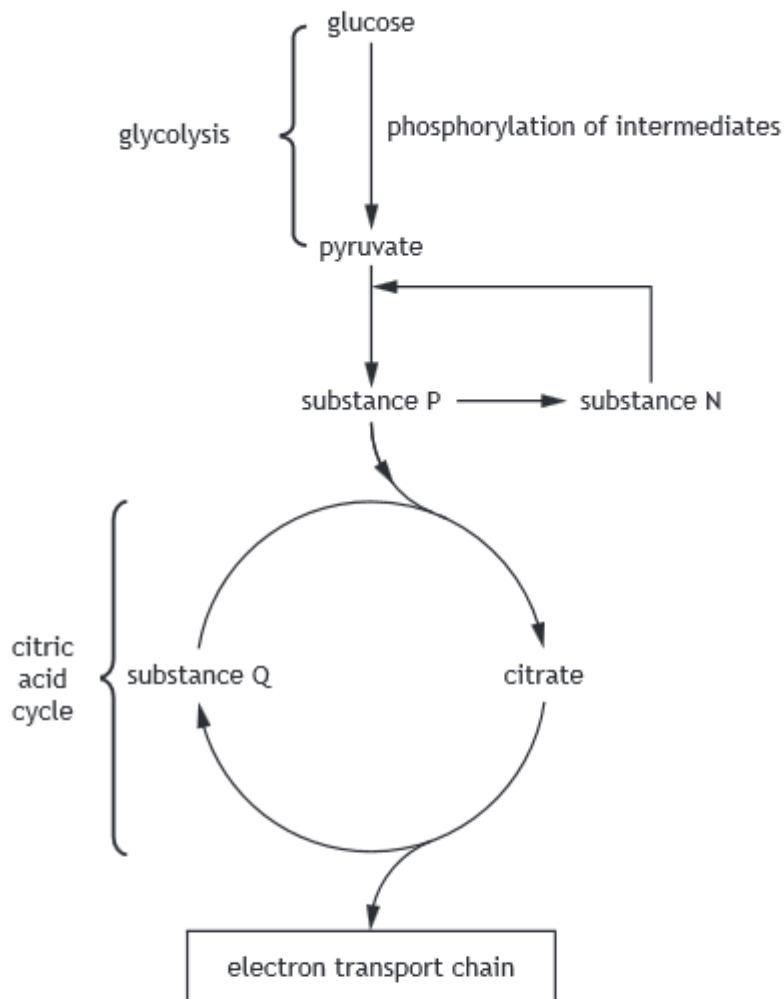 glucose
glycolysis
phosphorylation of intermediates
pyruvate
substance P
substance N
citric
acid
cycle
substance Q
citrate
electron transport chain